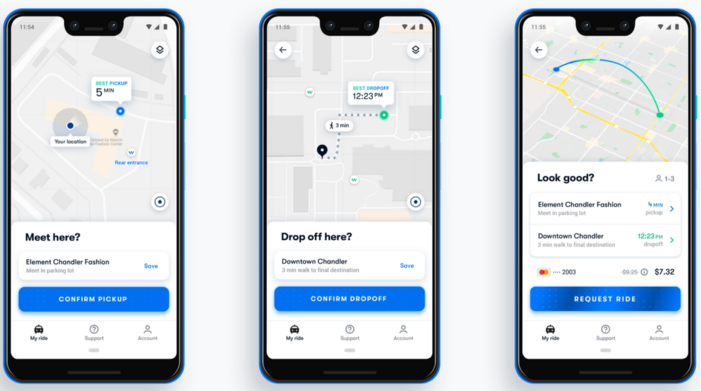 11:54
BEST PICKUP
5 MIN
Your location
W
Rear entrance
Meet here?
Element Chandler Fashion
Meet in parking lot
Save
CONFIRM PICKUP
My ride
Support
Account
11:55
W
BEST DROPOFF
12:23 PM
3 min
W
Drop off here?
Downtown Chandler
3 min walk to final destination
Save
CONFIRM DROPOFF
My ride
Support
Account
11:55
Look good?
1-3
Element Chandler Fashion
4 MIN
Meet in parking lot
pickup
Downtown Chandler
12:23 PM
3 min walk to final destination
dropoff
2003
$9.25
$7.32
REQUEST RIDE
My ride
Support
Account